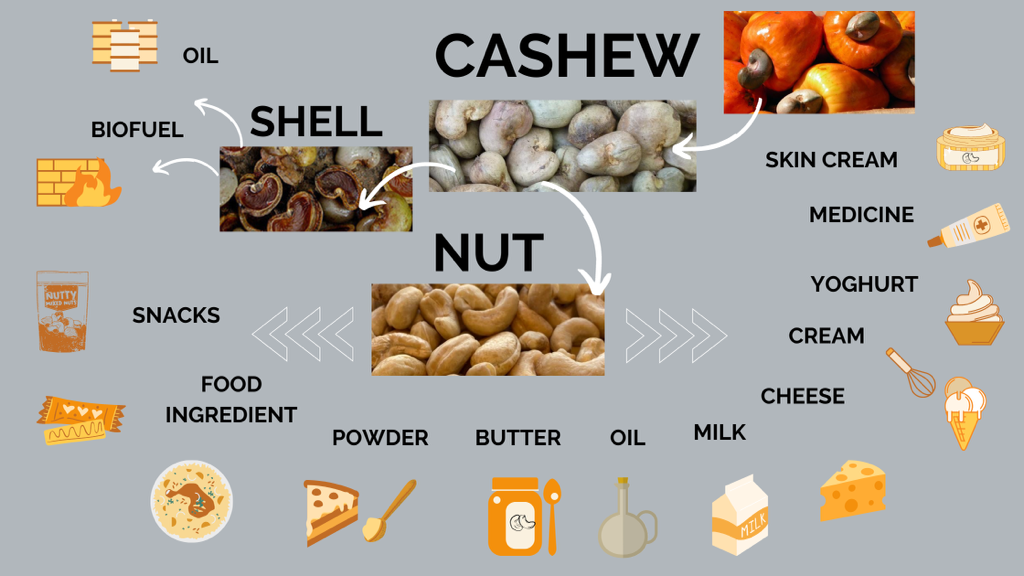 CASHEW
OIL
SHELL
BIOFUEL
SKIN CREAM
MEDICINE
NUT
YOGHURT
NUTTY
MIXED NUTS
SNACKS
CREAM
FOOD
INGREDIENT
CHEESE
POWDER
BUTTER
OIL
MILK
MILK